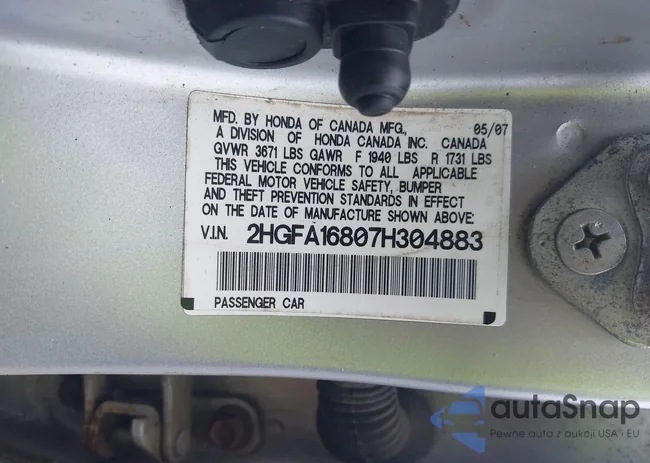 MFD. BY HONDA OF CANADA MFG., 05/07
A DIVISION OF HONDA CANADA INC. CANADA
GVWR 3671 LBS GAWR F 1940 LBS R 1731 LBS
THIS VEHICLE CONFORMS TO ALL APPLICABLE
FEDERAL MOTOR VEHICLE SAFETY, BUMPER
AND THEFT PREVENTION STANDARDS IN EFFECT
ON THE DATE OF MANUFACTURE SHOWN ABOVE:
V.I.N. 2HGFA16807H304883
PASSENGER CAR
autaSnap
Pewne auta z aukcji USA i EU